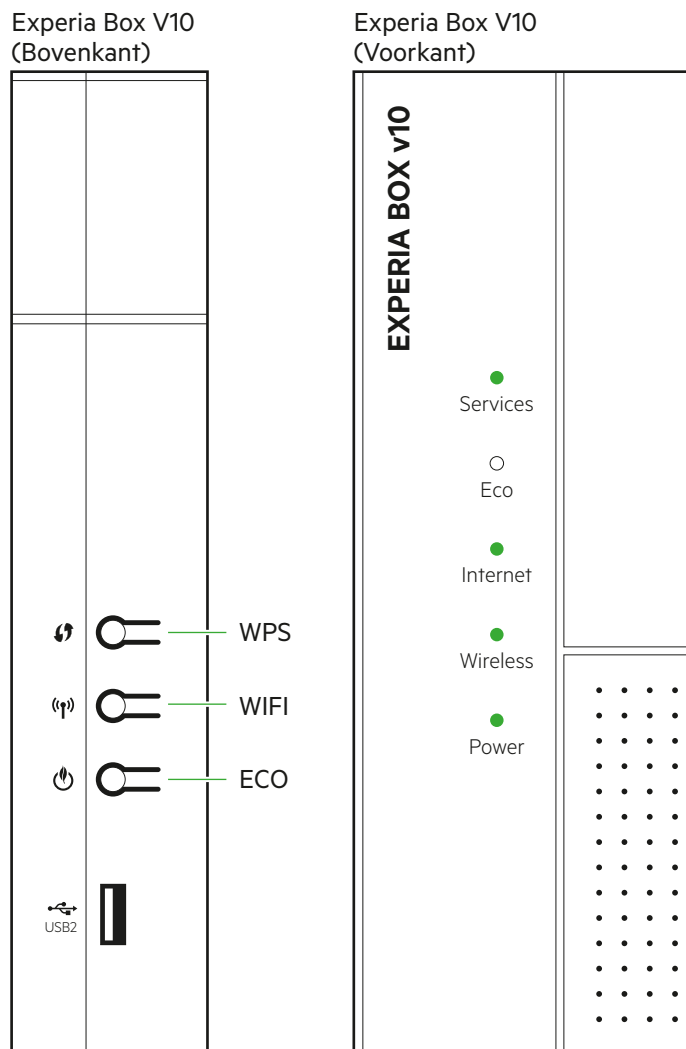 Experia Box V10
(Bovenkant)
WPS
WIFI
ECO
USB2
Experia Box V10
(Voorkant)
EXPERIA BOX v10
Services
Eco
Internet
Wireless
Power